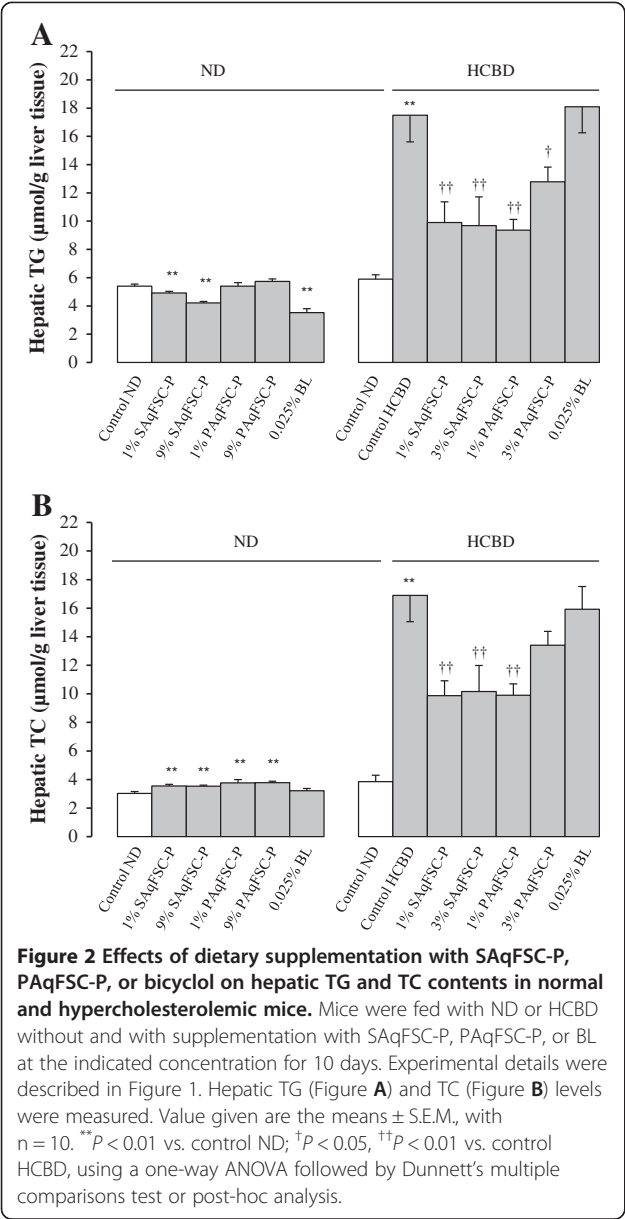 A
Hepatic TG (μmol/g liver tissue)
22
20
18
16
14
12
10
8
6
4
2
0
ND
HCBD
**
**
**
**
††
††
††
†
Control ND
1% SAqFSC-P
9% SAqFSC-P
1% PAqFSC-P
9% PAqFSC-P
0.025% BL
Control ND
Control HCBD
1% SAqFSC-P
3% SAqFSC-P
1% PAqFSC-P
3% PAqFSC-P
0.025% BL
B
Hepatic TC (μmol/g liver tissue)
22
20
18
16
14
12
10
8
6
4
2
0
ND
HCBD
**
**
**
**
**
††
††
††
Control ND
1% SAqFSC-P
9% SAqFSC-P
1% PAqFSC-P
9% PAqFSC-P
0.025% BL
Control ND
Control HCBD
1% SAqFSC-P
3% SAqFSC-P
1% PAqFSC-P
3% PAqFSC-P
0.025% BL
Figure 2 Effects of dietary supplementation with SAqFSC-P,
PAqFSC-P, or bicyclol on hepatic TG and TC contents in normal
and hypercholesterolemic mice. Mice were fed with ND or HCBD
without and with supplementation with SAqFSC-P, PAqFSC-P, or BL
at the indicated concentration for 10 days. Experimental details were
described in Figure 1. Hepatic TG (Figure A) and TC (Figure B) levels
were measured. Value given are the means ± S.E.M., with
n = 10. **P < 0.01 vs. control ND; †P < 0.05, ††P < 0.01 vs. control
HCBD, using a one-way ANOVA followed by Dunnett's multiple
comparisons test or post-hoc analysis.